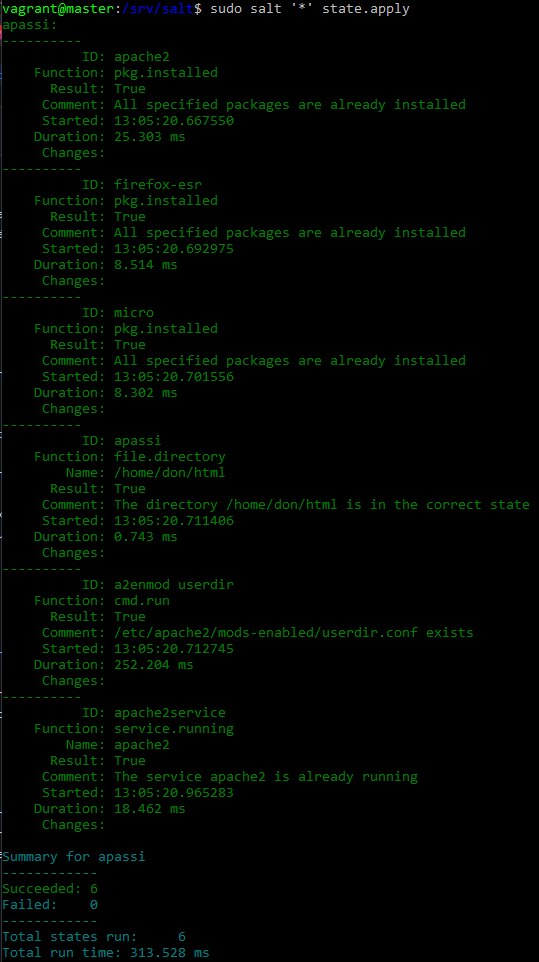 vagrant@master:/srv/salt$ sudo salt '*' state.apply
apassi:
----------
          ID: apache2
    Function: pkg.installed
      Result: True
     Comment: All specified packages are already installed
     Started: 13:05:20.667550
    Duration: 25.303 ms
     Changes:
----------
          ID: firefox-esr
    Function: pkg.installed
      Result: True
     Comment: All specified packages are already installed
     Started: 13:05:20.692975
    Duration: 8.514 ms
     Changes:
----------
          ID: micro
    Function: pkg.installed
      Result: True
     Comment: All specified packages are already installed
     Started: 13:05:20.701556
    Duration: 8.302 ms
     Changes:
----------
          ID: apassi
    Function: file.directory
        Name: /home/don/html
      Result: True
     Comment: The directory /home/don/html is in the correct state
     Started: 13:05:20.711406
    Duration: 0.743 ms
     Changes:
----------
          ID: a2enmod userdir
    Function: cmd.run
      Result: True
     Comment: /etc/apache2/mods-enabled/userdir.conf exists
     Started: 13:05:20.712745
    Duration: 252.204 ms
     Changes:
----------
          ID: apache2service
    Function: service.running
        Name: apache2
      Result: True
     Comment: The service apache2 is already running
     Started: 13:05:20.965283
    Duration: 18.462 ms
     Changes:
Summary for apassi
------------
Succeeded: 6
Failed:    0
------------
Total states run:     6
Total run time: 313.528 ms